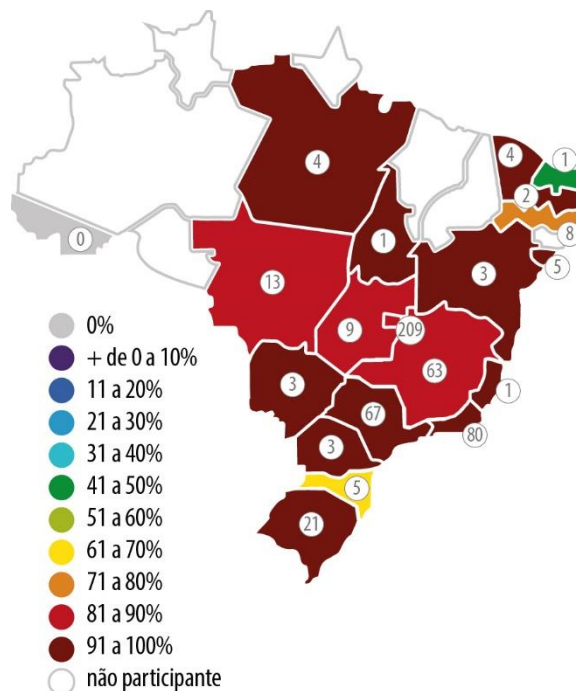 4
4
1
2
8
5
0
1
3
13
9
209
63
3
67
1
80
3
5
21
0%
+ de 0 a 10%
11 a 20%
21 a 30%
31 a 40%
41 a 50%
51 a 60%
61 a 70%
71 a 80%
81 a 90%
91 a 100%
não participante